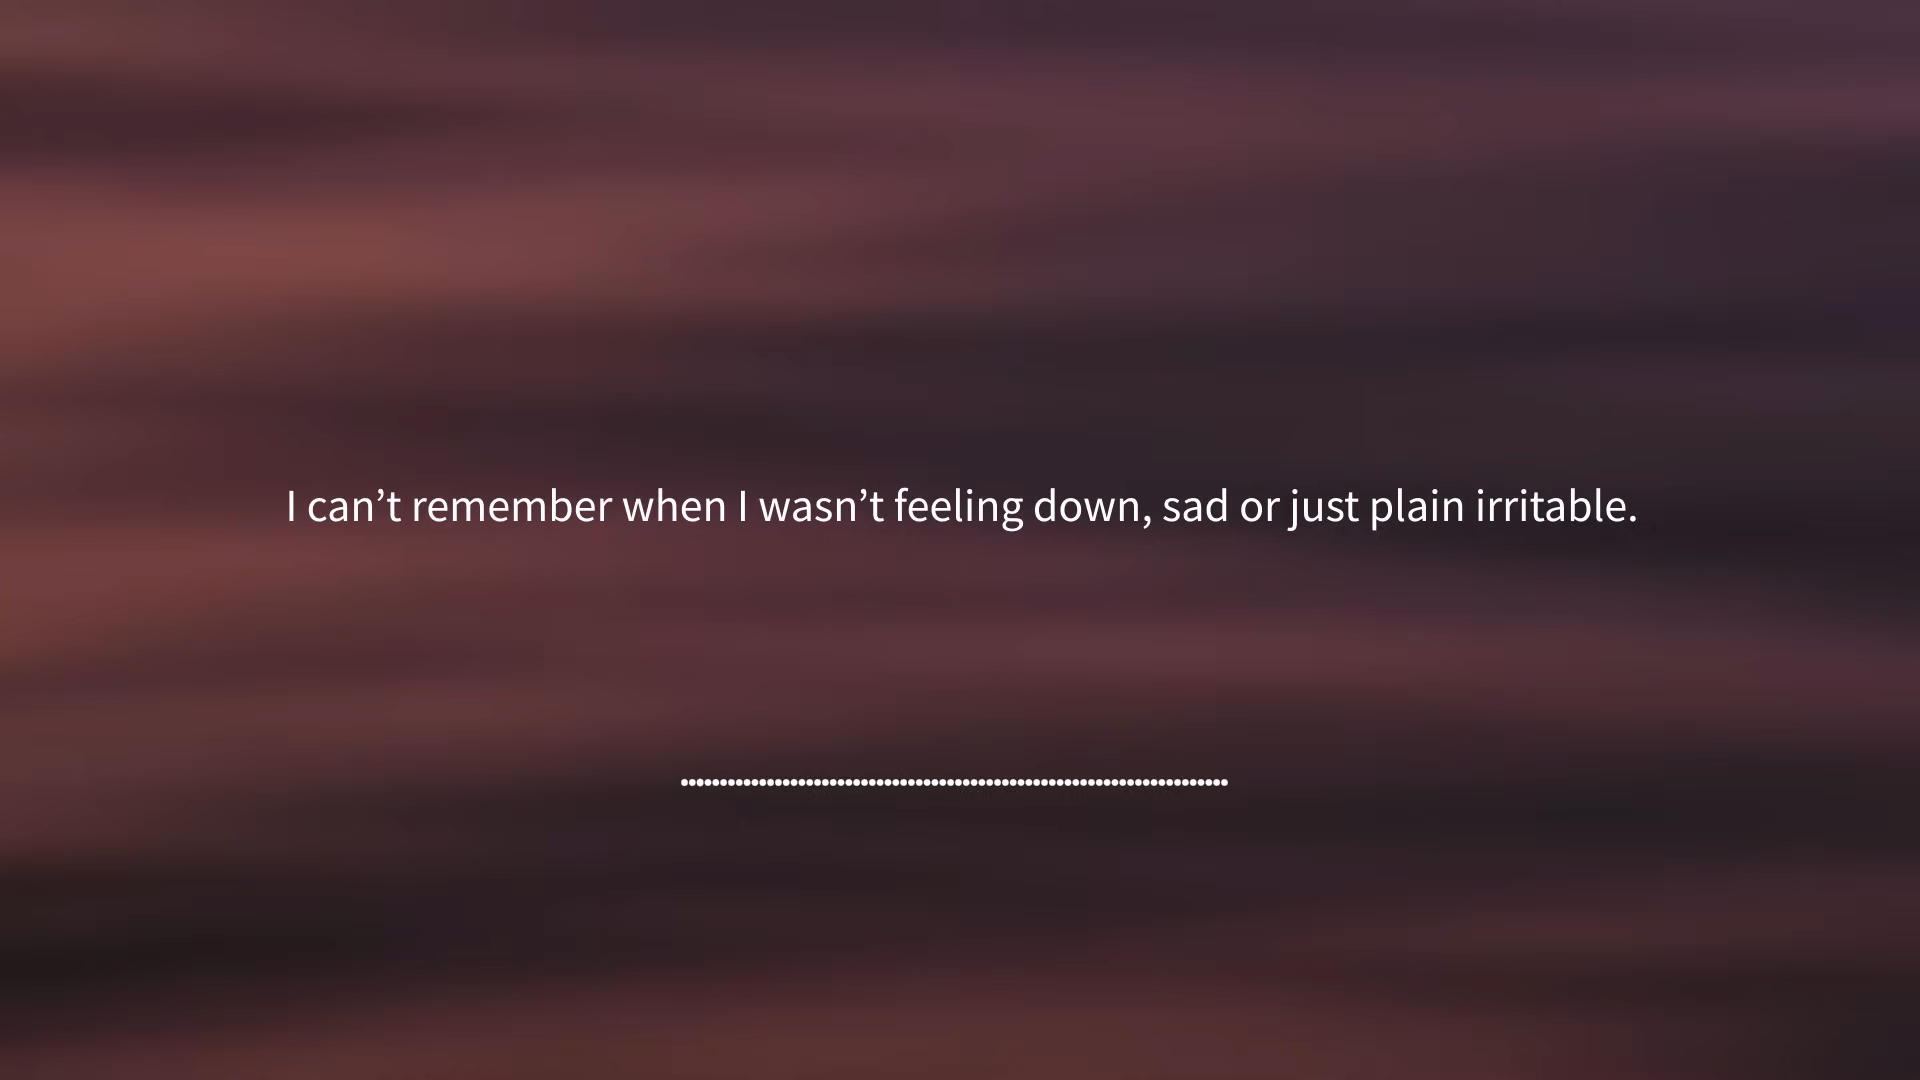 I can’t remember when I wasn’t feeling down, sad or just plain irritable.